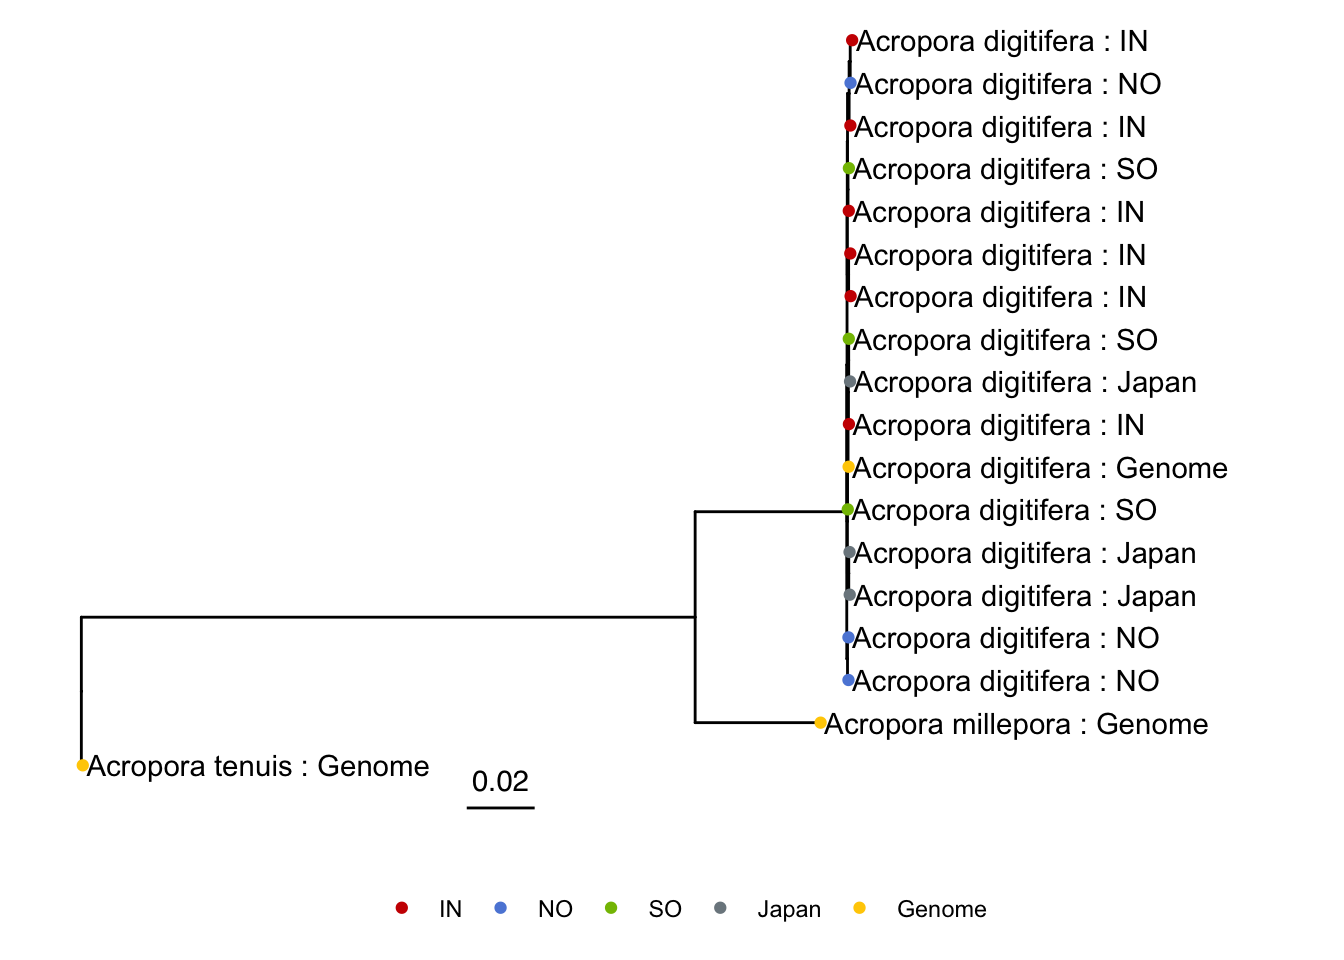 Acropora digitifera : IN
Acropora digitifera : NO
Acropora digitifera : IN
Acropora digitifera : SO
Acropora digitifera : IN
Acropora digitifera : IN
Acropora digitifera : IN
Acropora digitifera : SO
Acropora digitifera : Japan
Acropora digitifera : IN
Acropora digitifera : Genome
Acropora digitifera : SO
Acropora digitifera : Japan
Acropora digitifera : Japan
Acropora digitifera : NO
Acropora digitifera : NO
Acropora millepora : Genome
Acropora tenuis : Genome
0.02
IN NO SO Japan Genome